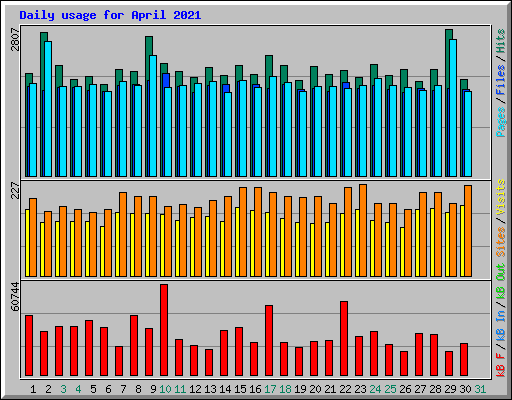 Daily usage for April 2021
2807
Pages / Files / Hits
227
Sites / Visits
60744
kB F / kB In / kB Out
1 2 3 4 5 6 7 8 9 10 11 12 13 14 15 16 17 18 19 20 21 22 23 24 25 26 27 28 29 30 31